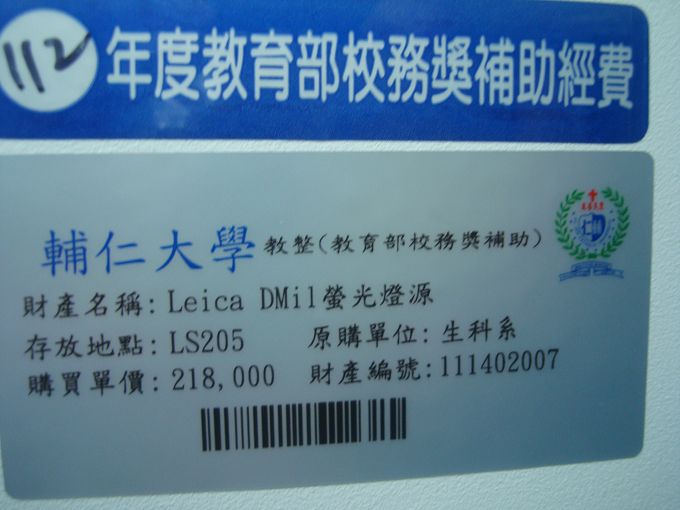 112 年度教育部校務獎補助經費
輔仁大學 教整(教育部校務獎補助)
財產名稱: Leica DMil螢光燈源
存放地點: LS205 原購單位: 生科系
購買單價: 218,000 財產編號: 111402007